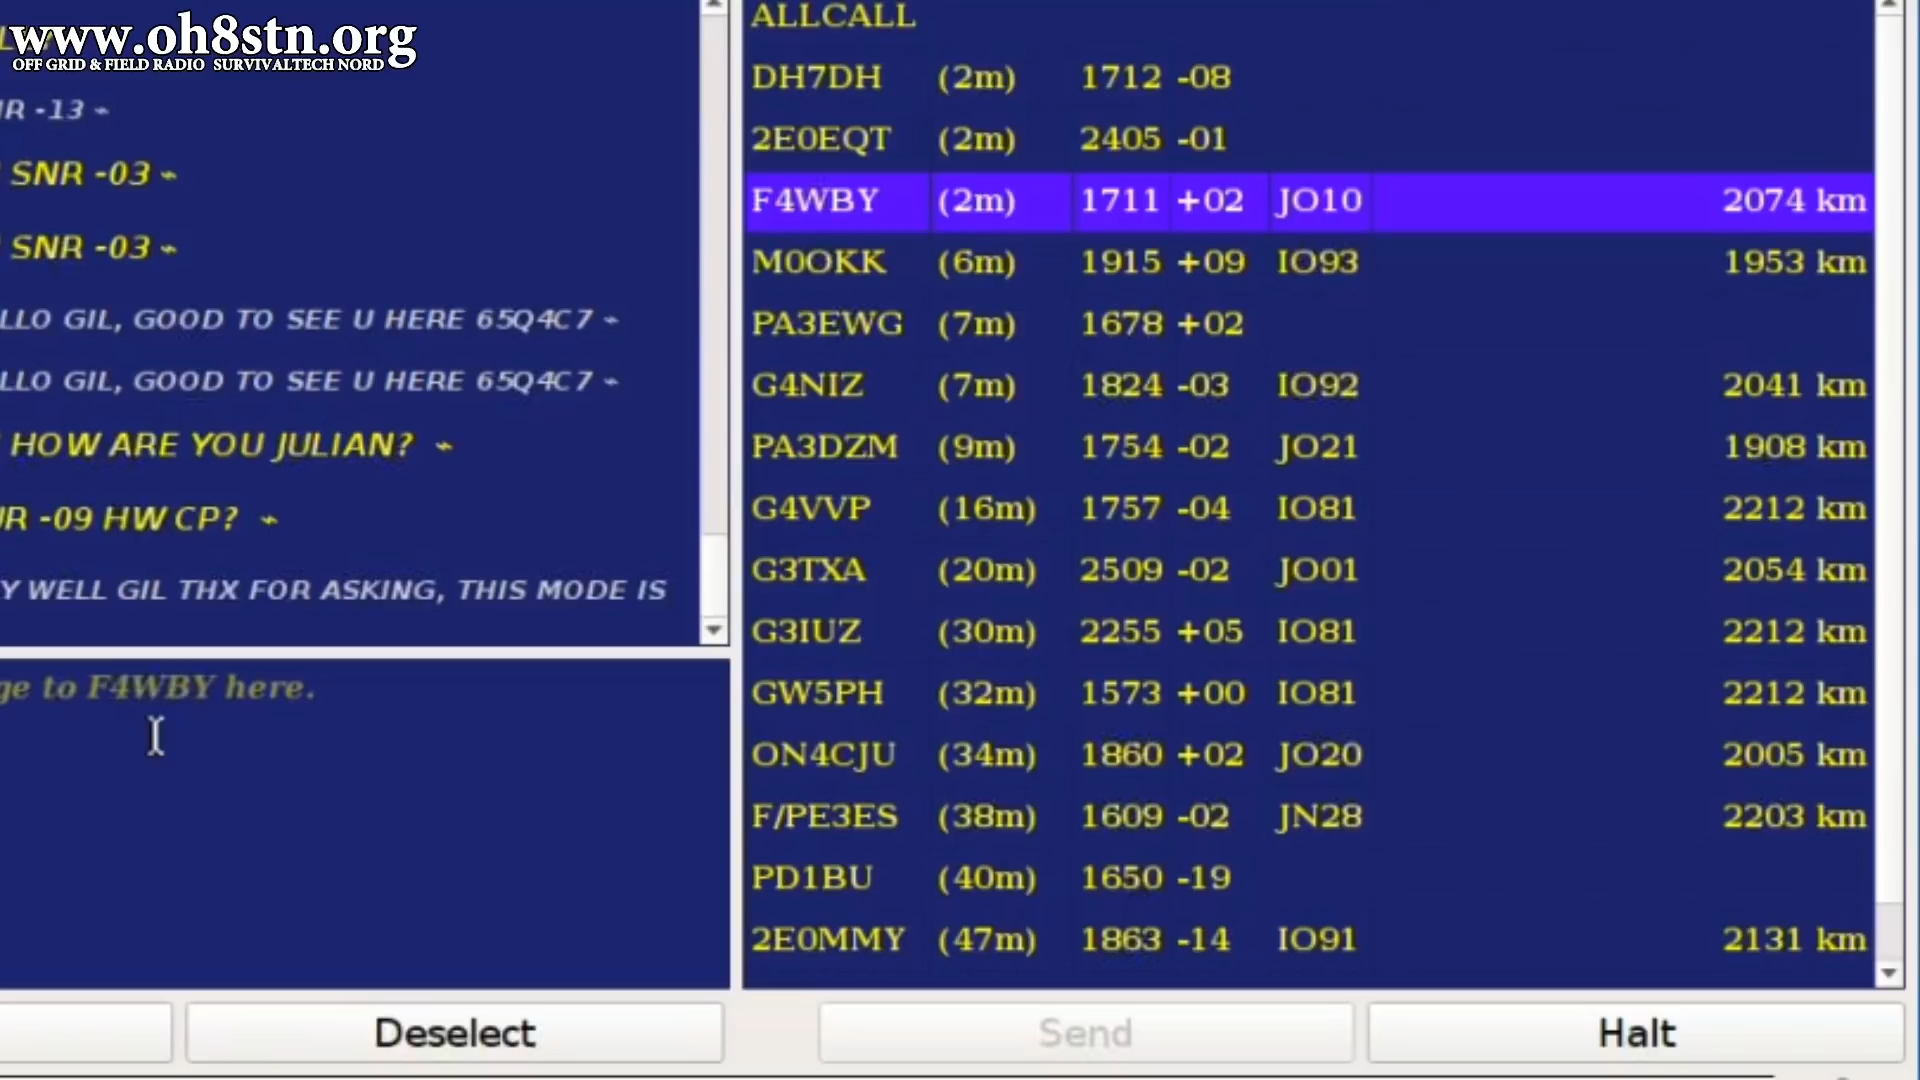 www.oh8stn.org
OFF GRID & FIELD RADIO SURVIVALTECH NORD
-13
SNR -03
SNR -03
GIL, GOOD TO SEE U HERE 65Q4C7
GIL, GOOD TO SEE U HERE 65Q4C7
HOW ARE YOU JULIAN?
-09 HW CP?
WELL GIL THX FOR ASKING, THIS MODE IS
to F4WBY here.
Deselect
ALLCALL
DH7DH (2m) 1712 -08
2E0EQT (2m) 2405 -01
F4WBY (2m) 1711 +02 JO10 2074 km
M0OKK (6m) 1915 +09 IO93 1953 km
PA3EWG (7m) 1678 +02
G4NIZ (7m) 1824 -03 IO92 2041 km
PA3DZM (9m) 1754 -02 JO21 1908 km
G4VVP (16m) 1757 -04 IO81 2212 km
G3TXA (20m) 2509 -02 JO01 2054 km
G3IUZ (30m) 2255 +05 IO81 2212 km
GW5PH (32m) 1573 +00 IO81 2212 km
ON4CJU (34m) 1860 +02 JO20 2005 km
F/PE3ES (38m) 1609 -02 JN28 2203 km
PD1BU (40m) 1650 -19
2E0MMY (47m) 1863 -14 IO91 2131 km
Send
Halt